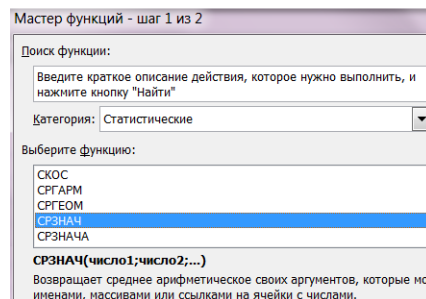 Мастер функций - шаг 1 из 2
Поиск функции:
Введите краткое описание действия, которое нужно выполнить, и
нажмите кнопку "Найти"
Категория: Статистические
Выберите функцию:
СКОС
СРГАРМ
СРГЕОМ
СРЗНАЧ
СРЗНАЧА
СРЗНАЧ(число1;число2;...)
Возвращает среднее арифметическое своих аргументов, которые
именами, массивами или ссылками на ячейки с числами.